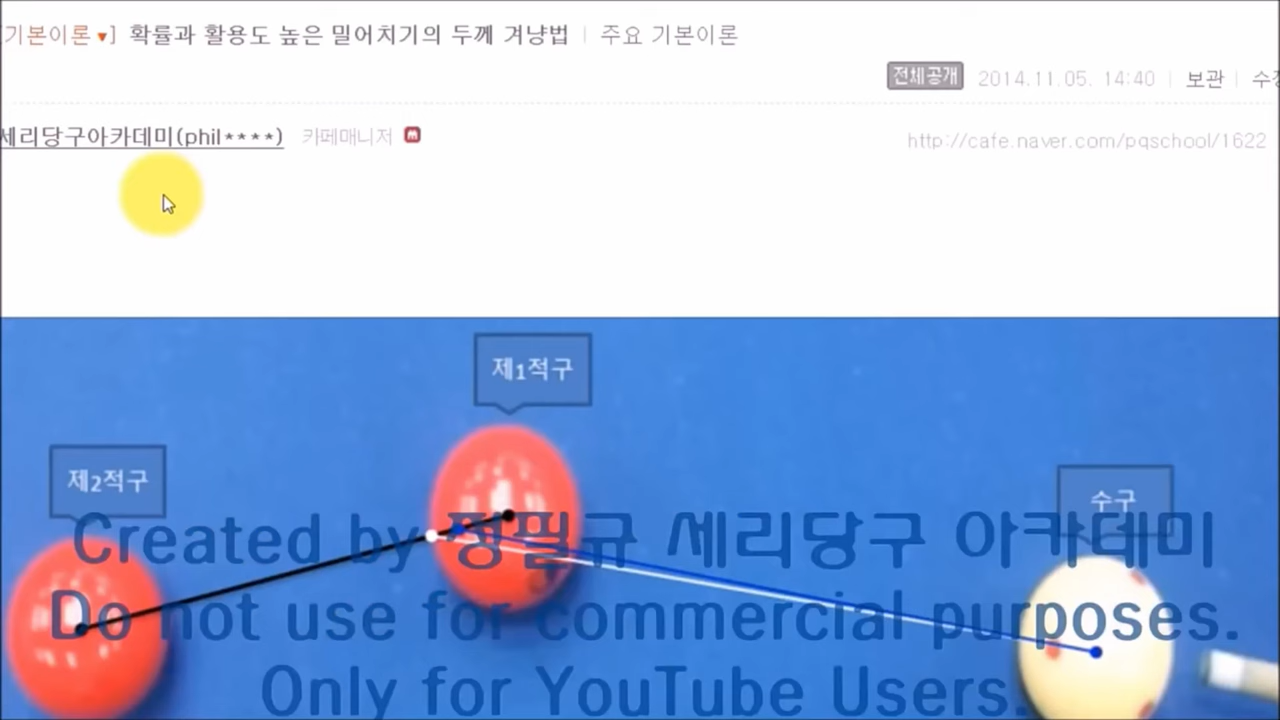 [기본이론 ▾] 확률과 활용도 높은 밀어치기의 두께 겨냥법 | 주요 기본이론
전체공개 2014.11.05. 14:40 | 보관 | 수정
세리당구아카데미(phil****) 카페매니저
http://cafe.naver.com/pqschool/1622
제1적구
제2적구
수구
Created by 정필규 세리당구 아카데미
Do not use for commercial purposes.
Only for YouTube Users.